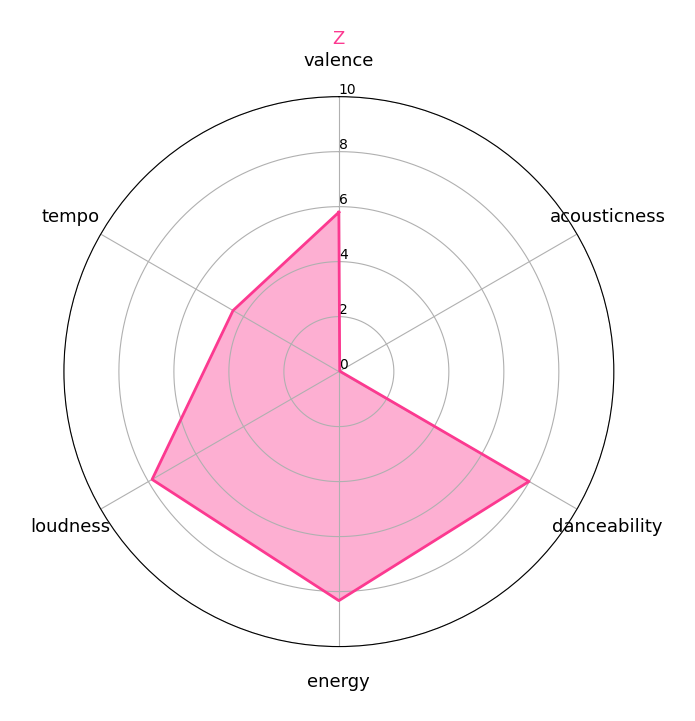 Z
valence
10
8
tempo
6
acousticness
4
2
0
loudness
danceability
energy